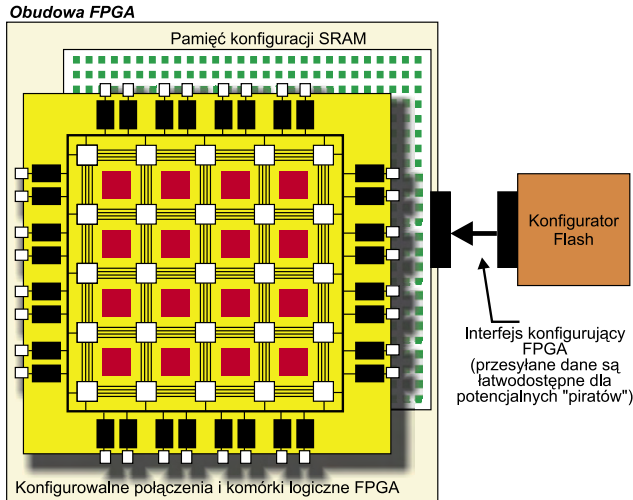 Obudowa FPGA
Pamięć konfiguracji SRAM
Konfigurator
Flash
Interfejs konfigurujący
FPGA
(przesyłane dane są
łatwodostępne dla
potencjalnych "piratów")
Konfigurowalne połączenia i komórki logiczne FPGA